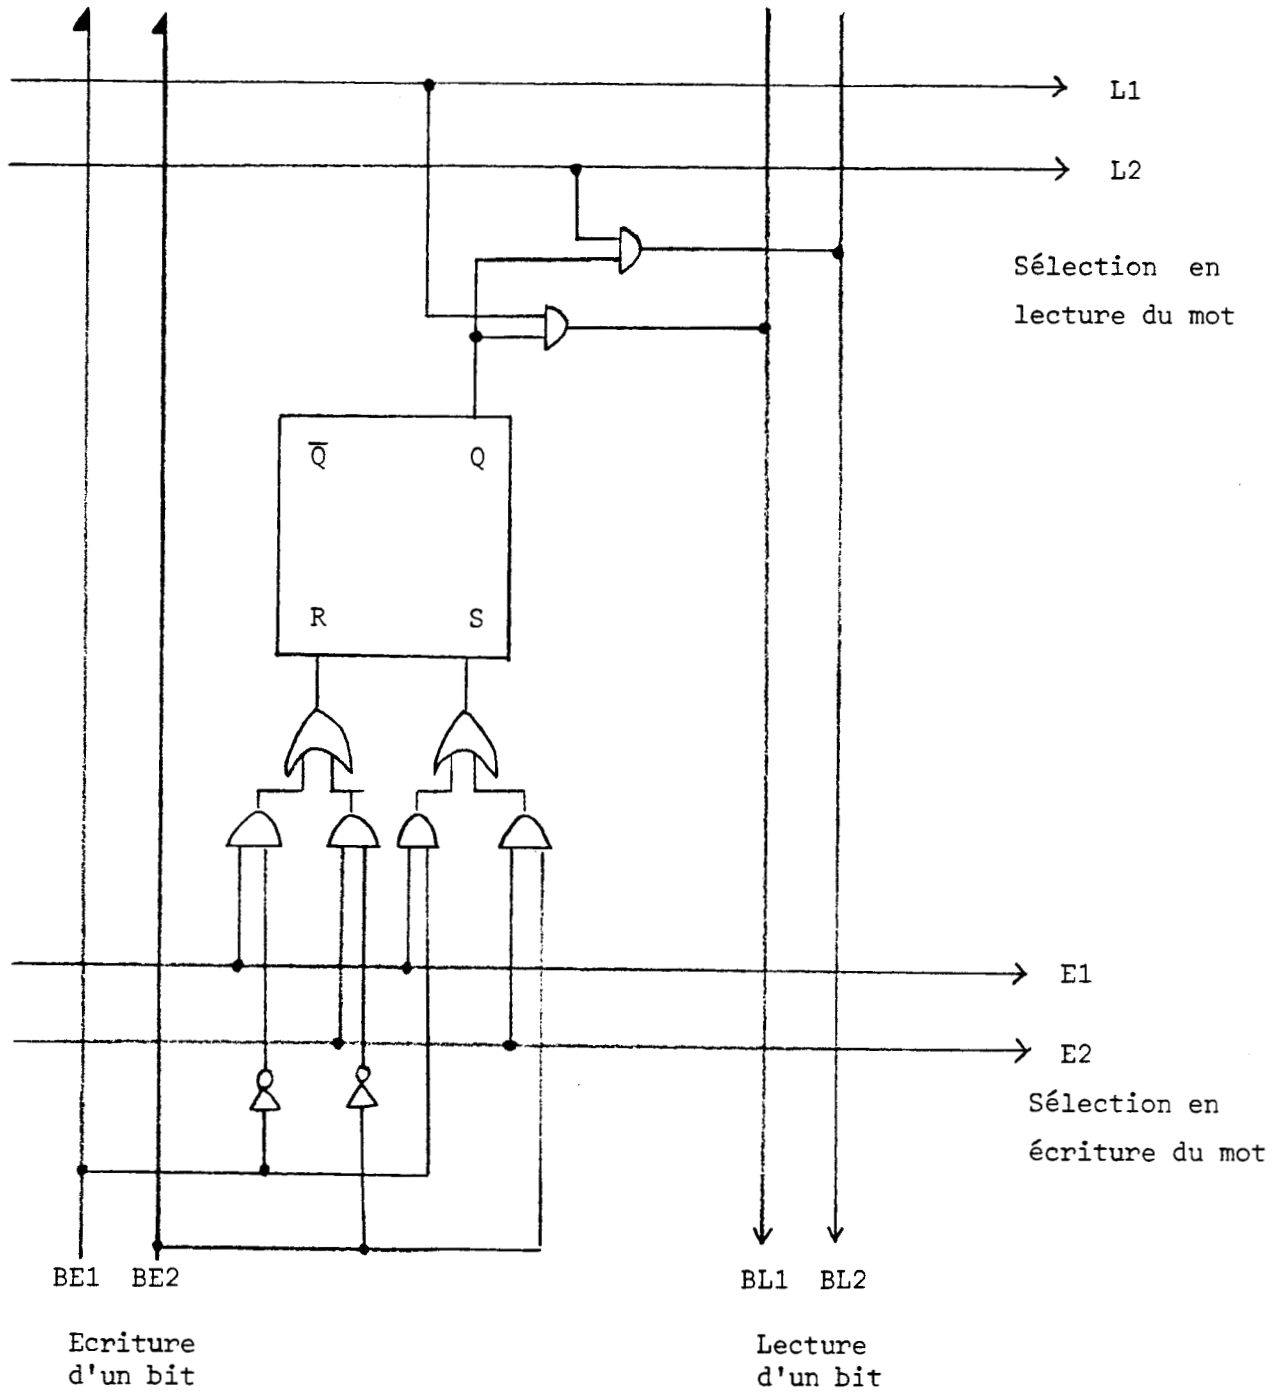 L1
L2
Sélection en
lecture du mot
Q̅ Q
R S
E1
E2
Sélection en
écriture du mot
BE1 BE2
BL1 BL2
Ecriture
d'un bit
Lecture
d'un bit